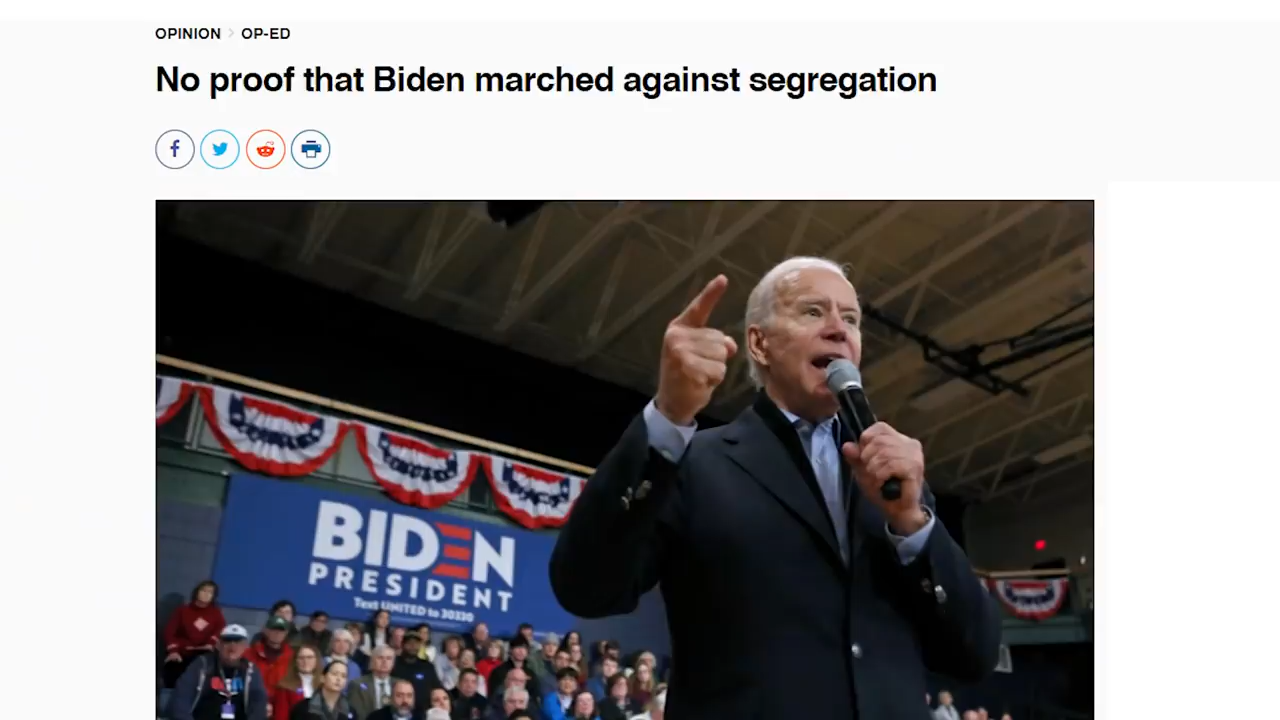 OPINION > OP-ED
No proof that Biden marched against segregation
BIDEN
PRESIDENT
Text UNITED to 30330